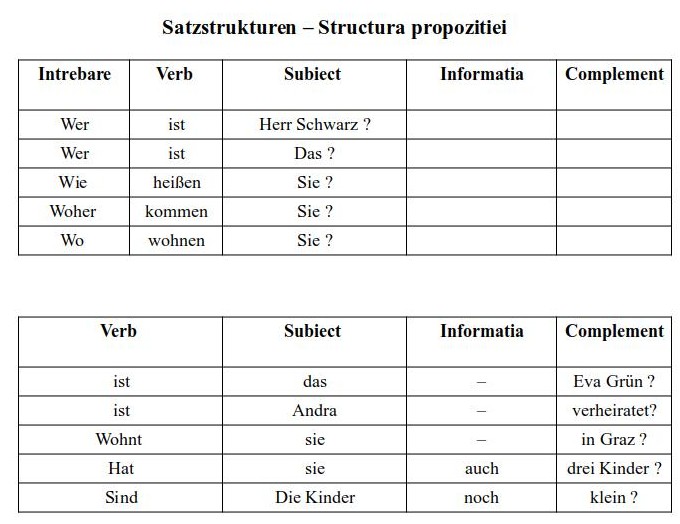 Satzstrukturen – Structura propozitiei
Intrebare Verb Subiect Informatia Complement
Wer ist Herr Schwarz ?
Wer ist Das ?
Wie heißen Sie ?
Woher kommen Sie ?
Wo wohnen Sie ?
Verb Subiect Informatia Complement
ist das – Eva Grün ?
ist Andra – verheiratet?
Wohnt sie – in Graz ?
Hat sie auch drei Kinder ?
Sind Die Kinder noch klein ?